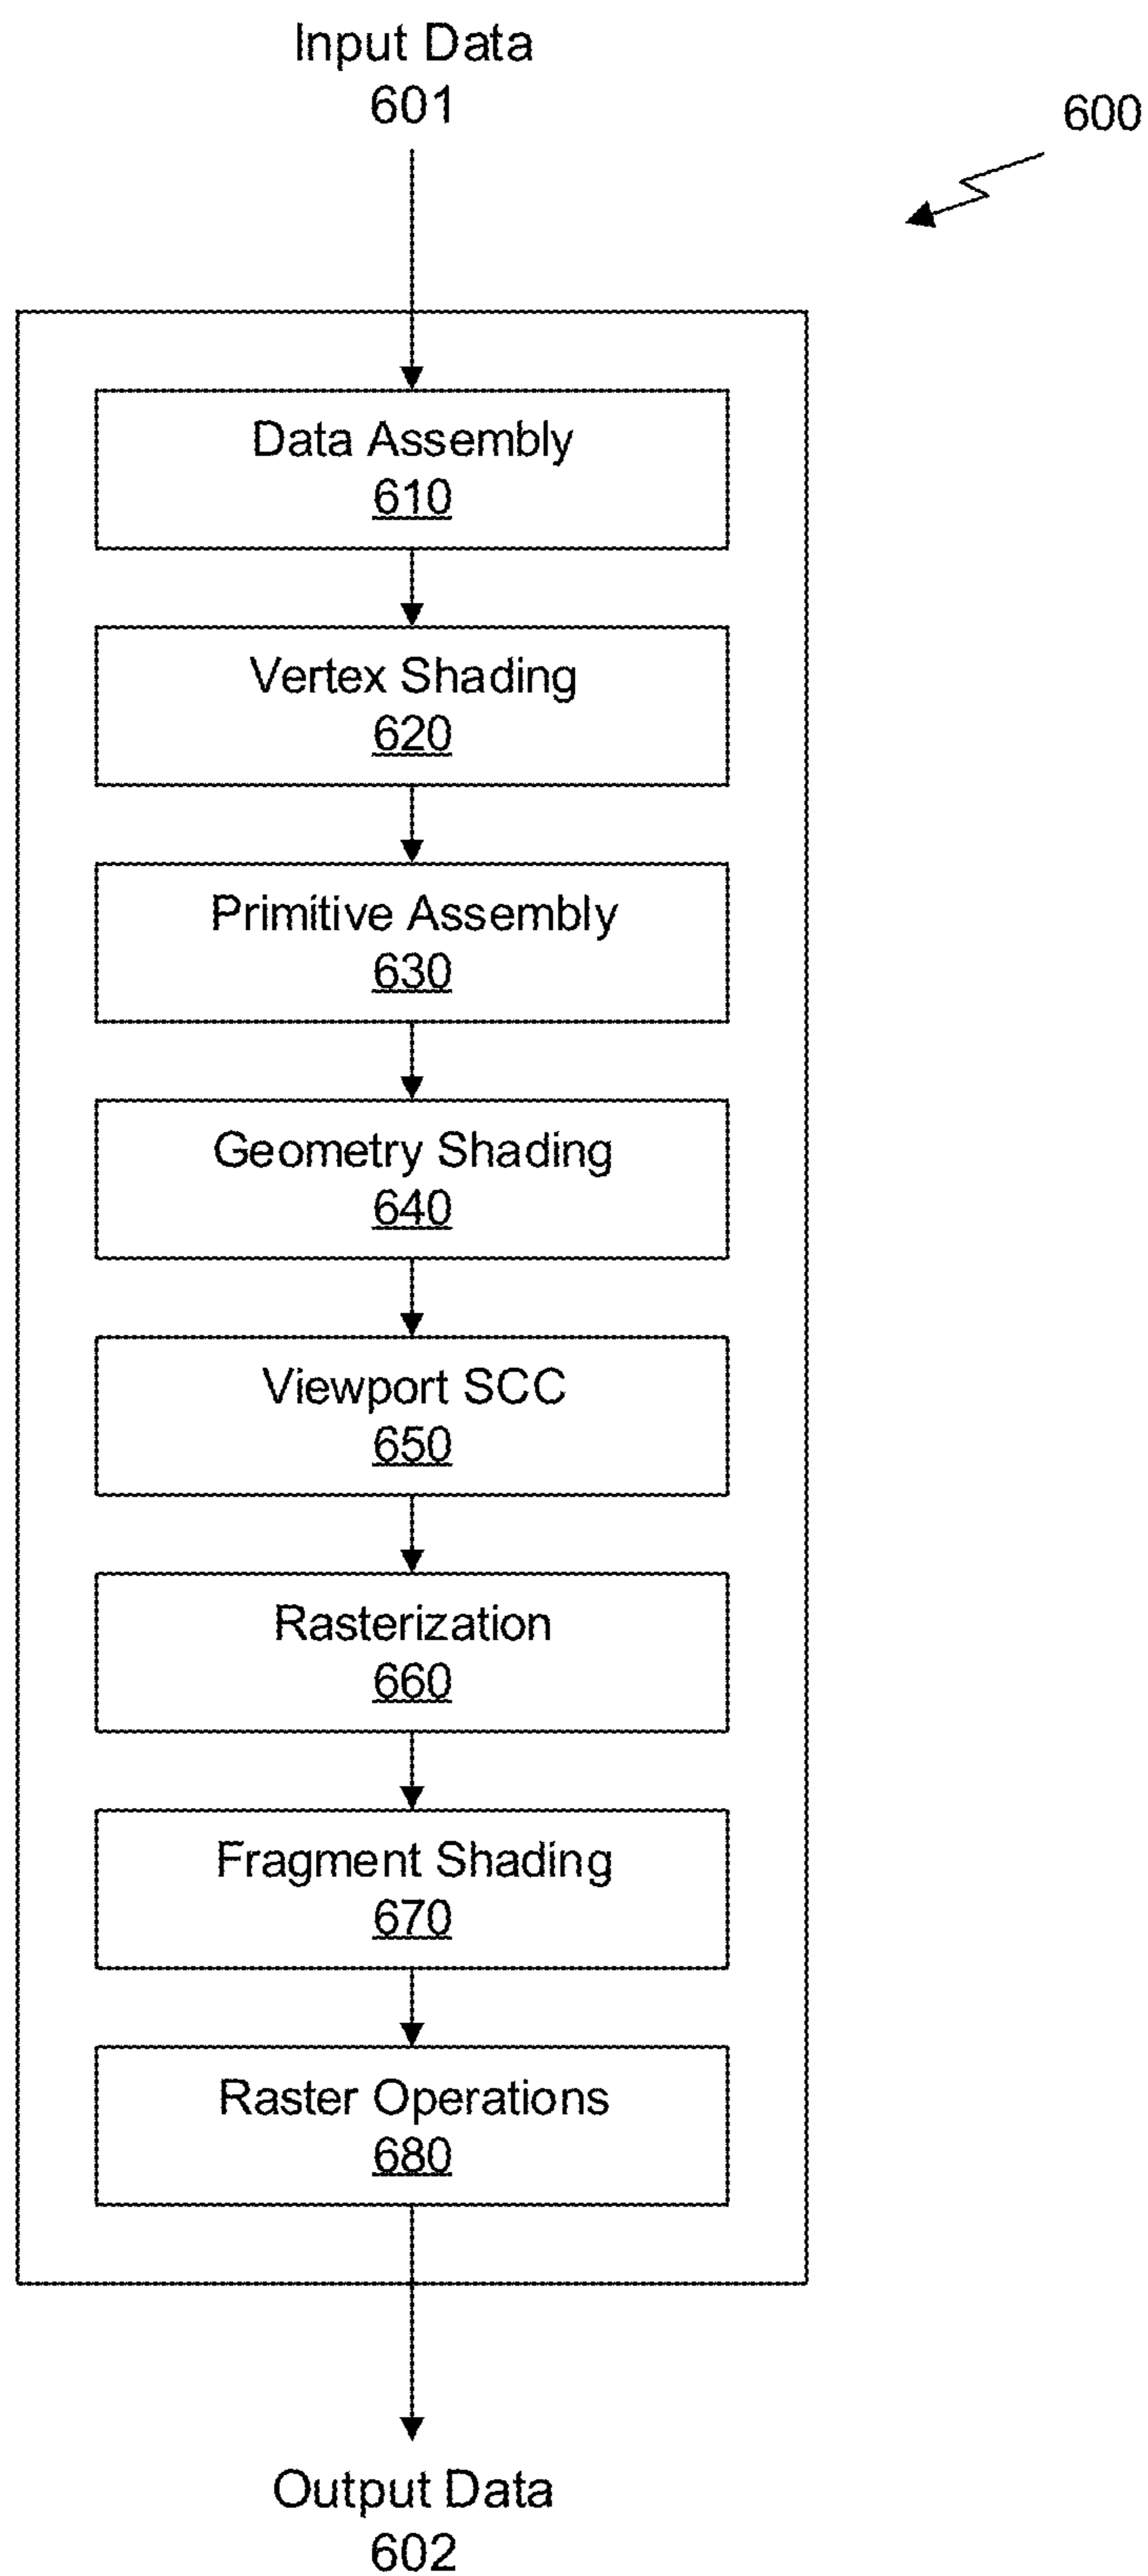 Input Data
601
600
Data Assembly
610
Vertex Shading
620
Primitive Assembly
630
Geometry Shading
640
Viewport SCC
650
Rasterization
660
Fragment Shading
670
Raster Operations
680
Output Data
602